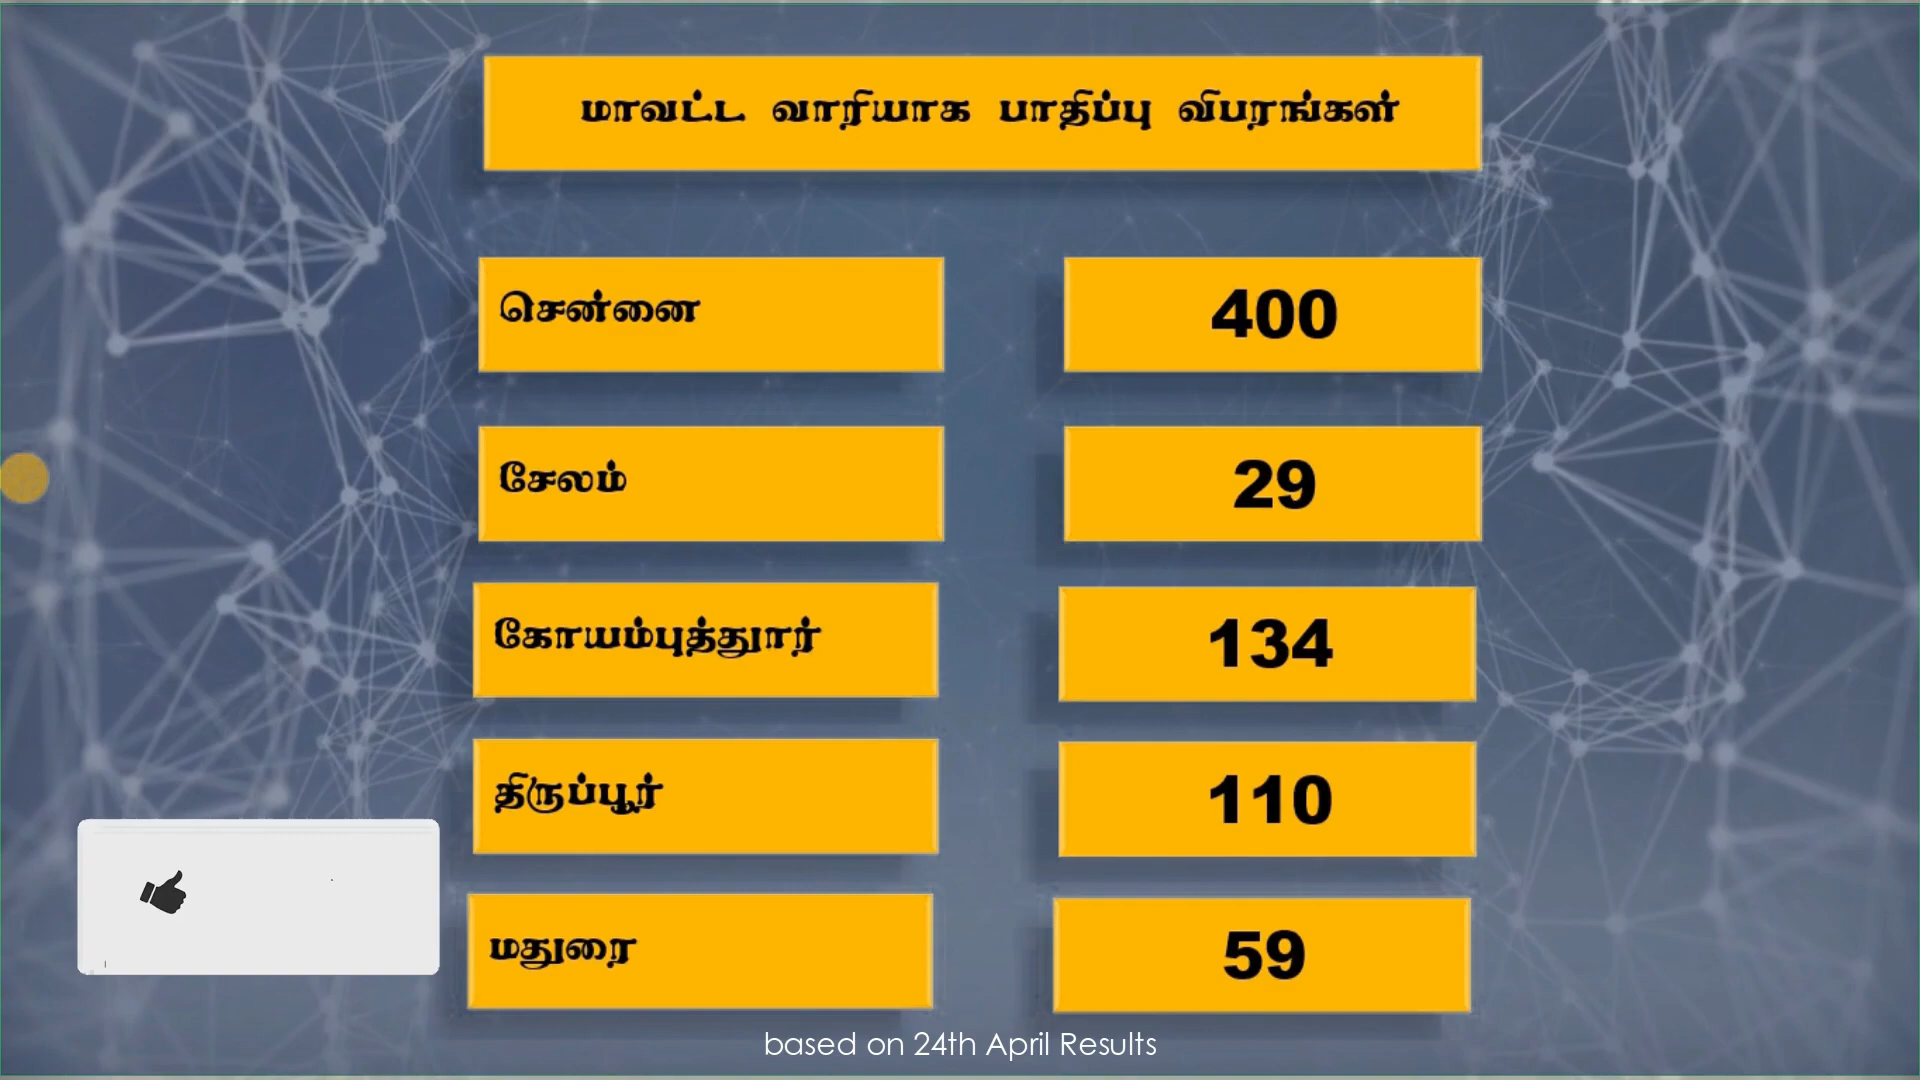 மாவட்ட வாரியாக பாதிப்பு விபரங்கள்
சென்னை 400
சேலம் 29
கோயம்புத்தூர் 134
திருப்பூர் 110
மதுரை 59
based on 24th April Results